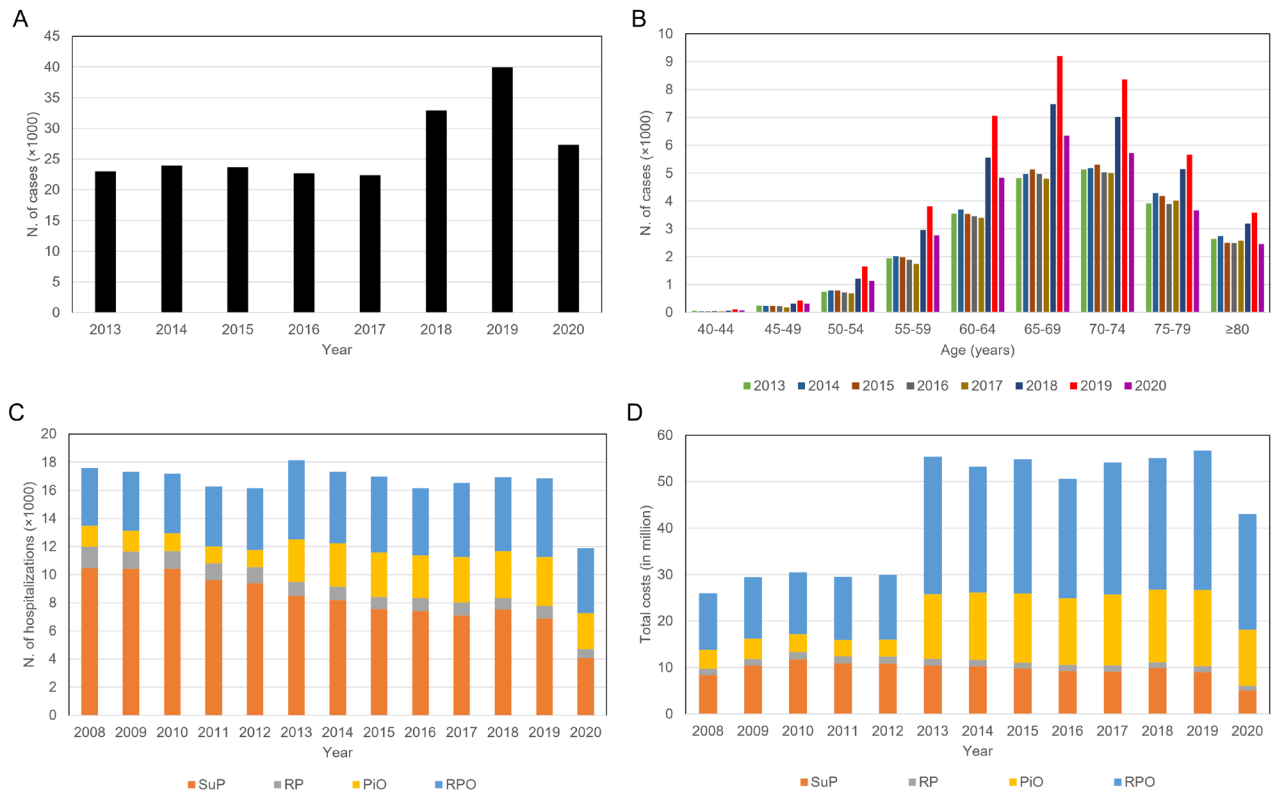 A
N. of cases (×1000)
45
40
35
30
25
20
15
10
5
0
2013 2014 2015 2016 2017 2018 2019 2020
Year
B
N. of cases (×1000)
10
9
8
7
6
5
4
3
2
1
0
40-44 45-49 50-54 55-59 60-64 65-69 70-74 75-79 ≥80
Age (years)
2013 2014 2015 2016 2017 2018 2019 2020
C
N. of hospitalizations (×1000)
20
18
16
14
12
10
8
6
4
2
0
2008 2009 2010 2011 2012 2013 2014 2015 2016 2017 2018 2019 2020
Year
SuP RP PiO RPO
D
Total costs (in million)
60
50
40
30
20
10
0
2008 2009 2010 2011 2012 2013 2014 2015 2016 2017 2018 2019 2020
Year
SuP RP PiO RPO